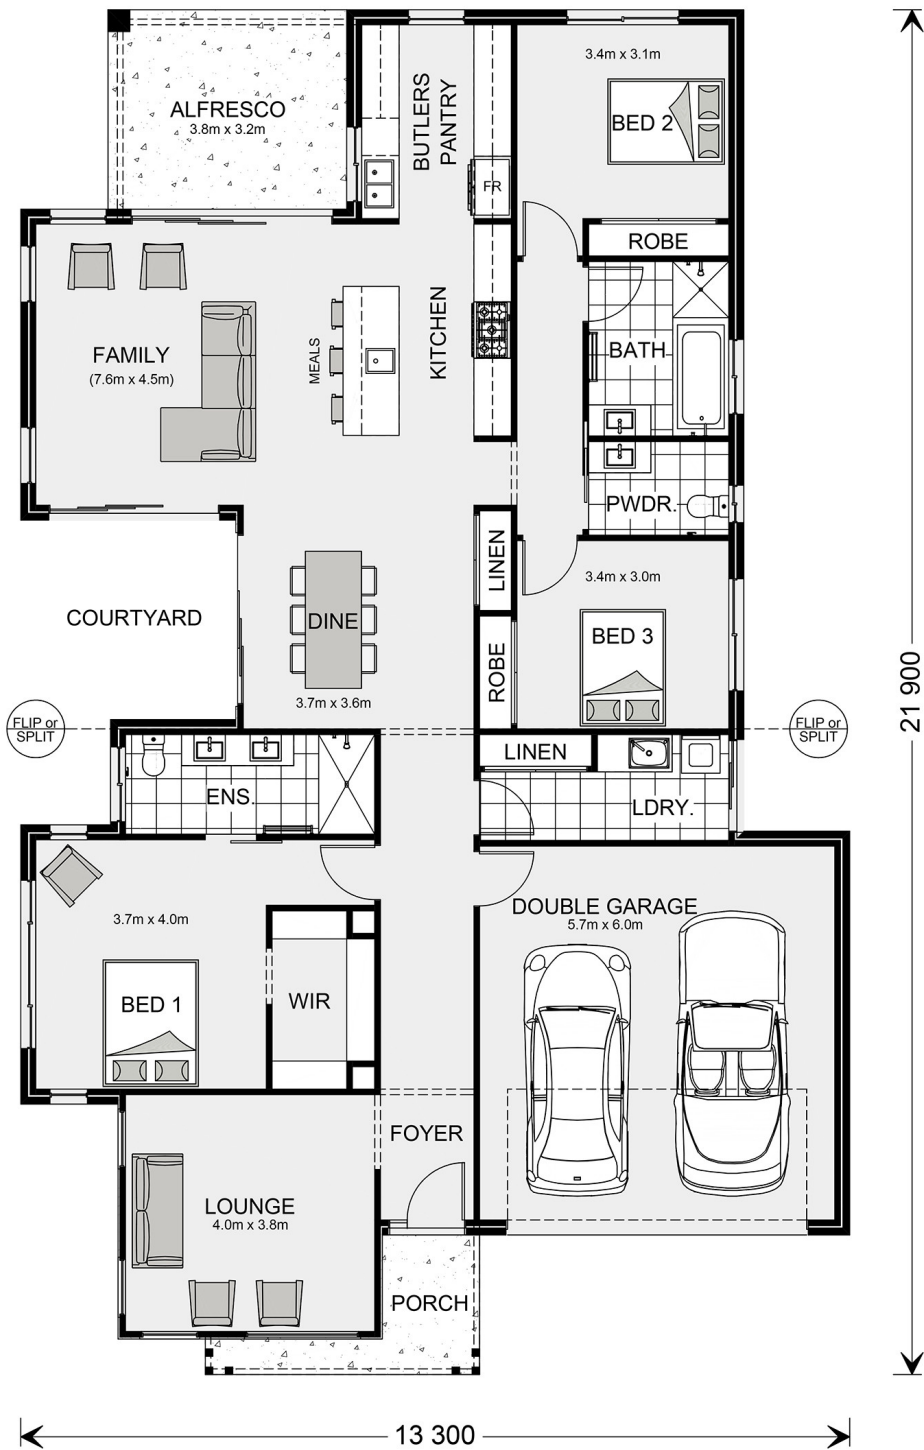 ALFRESCO
3.8m x 3.2m
BUTLERS
PANTRY
FR
3.4m x 3.1m
BED 2
ROBE
BATH
PWDR.
FAMILY
(7.6m x 4.5m)
MEALS
KITCHEN
COURTYARD
DINE
3.7m x 3.6m
LINEN
ROBE
3.4m x 3.0m
BED 3
FLIP or
SPLIT
FLIP or
SPLIT
21 900
ENS.
LINEN
LDRY.
3.7m x 4.0m
BED 1
WIR
DOUBLE GARAGE
5.7m x 6.0m
FOYER
LOUNGE
4.0m x 3.8m
PORCH
13 300